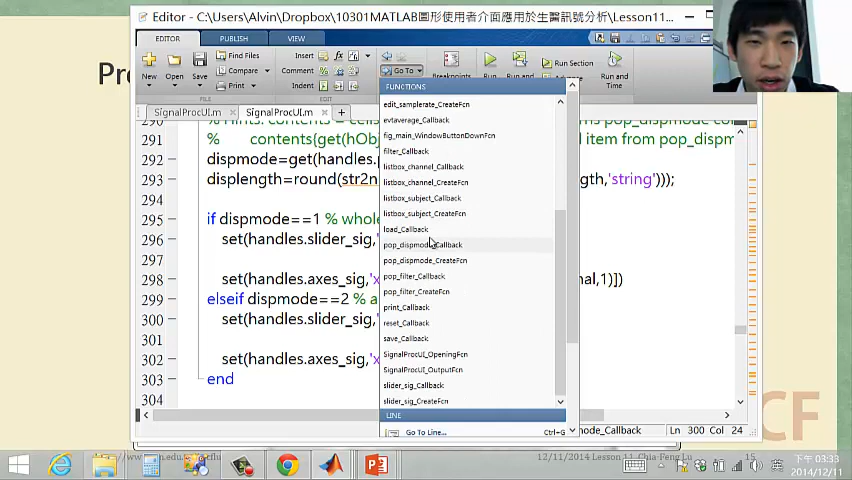 Pro
Editor - C:\Users\Alvin\Dropbox\10301MATLAB圖形使用者介面應用於生醫訊號分析\Lesson11...
EDITOR PUBLISH VIEW
New Open Save Find Files Compare Print
Insert Comment Indent
Go To
Breakpoints Run Run and Run Section Run and Time
FILE EDIT
SignalProcUI.m × SignalProcUI.m × +
FUNCTIONS
edit_samplerate_CreateFcn
evtaverage_Callback
fig_main_WindowButtonDownFcn
filter_Callback
listbox_channel_Callback
listbox_channel_CreateFcn
listbox_subject_Callback
listbox_subject_CreateFcn
load_Callback
pop_dispmode_Callback
pop_dispmode_CreateFcn
pop_filter_Callback
pop_filter_CreateFcn
print_Callback
reset_Callback
save_Callback
SignalProcUI_OpeningFcn
SignalProcUI_OutputFcn
slider_sig_Callback
slider_sig_CreateFcn
LINE
Go To Line... Ctrl+G
290 % Hints: contents = cells pop_dispmo
291 % contents{get(hObj d item from pop_dispm
292 dispmode=get(handles.
293 displength=round(str2n ngth,'string')));
294
295 if dispmode==1 % whol
296 set(handles.slider_sig,'
297
298 set(handles.axes_sig,'x nal,1)])
299 elseif dispmode==2 % a
300 set(handles.slider_sig,'
301
302 set(handles.axes_sig,'x
303 end
304
mode_Callback Ln 300 Col 24
CF
12/11/2014 Lesson 11, Chia-Feng Lu 15
下午 03:33
2014/12/11